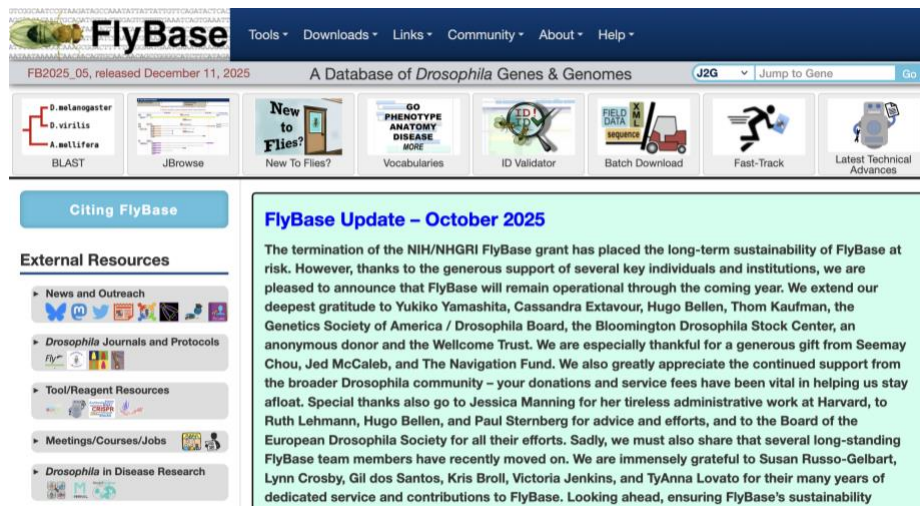 FlyBase
Tools Downloads Links Community About Help
FB2025_05, released December 11, 2025
A Database of Drosophila Genes & Genomes
J2G Jump to Gene Go
D.melanogaster
D.virilis
A.mellifera
BLAST
JBrowse
New
to
Flies?
New To Flies?
GO
PHENOTYPE
ANATOMY
DISEASE
MORE
Vocabularies
ID Validator
FIELD
DATA
XML
sequence
Batch Download
Fast-Track
Latest Technical
Advances
Citing FlyBase
External Resources
News and Outreach
Drosophila Journals and Protocols
Fly
Tool/Reagent Resources
CRISPR
Meetings/Courses/Jobs
Drosophila in Disease Research
FlyBase Update – October 2025
The termination of the NIH/NHGRI FlyBase grant has placed the long-term sustainability of FlyBase at
risk. However, thanks to the generous support of several key individuals and institutions, we are
pleased to announce that FlyBase will remain operational through the coming year. We extend our
deepest gratitude to Yukiko Yamashita, Cassandra Extavour, Hugo Bellen, Thom Kaufman, the
Genetics Society of America / Drosophila Board, the Bloomington Drosophila Stock Center, an
anonymous donor and the Wellcome Trust. We are especially thankful for a generous gift from Seemay
Chou, Jed McCaleb, and The Navigation Fund. We also greatly appreciate the continued support from
the broader Drosophila community – your donations and service fees have been vital in helping us stay
afloat. Special thanks also go to Jessica Manning for her tireless administrative work at Harvard, to
Ruth Lehmann, Hugo Bellen, and Paul Sternberg for advice and efforts, and to the Board of the
European Drosophila Society for all their efforts. Sadly, we must also share that several long-standing
FlyBase team members have recently moved on. We are immensely grateful to Susan Russo-Gelbart,
Lynn Crosby, Gil dos Santos, Kris Broll, Victoria Jenkins, and TyAnna Lovato for their many years of
dedicated service and contributions to FlyBase. Looking ahead, ensuring FlyBase's sustainability